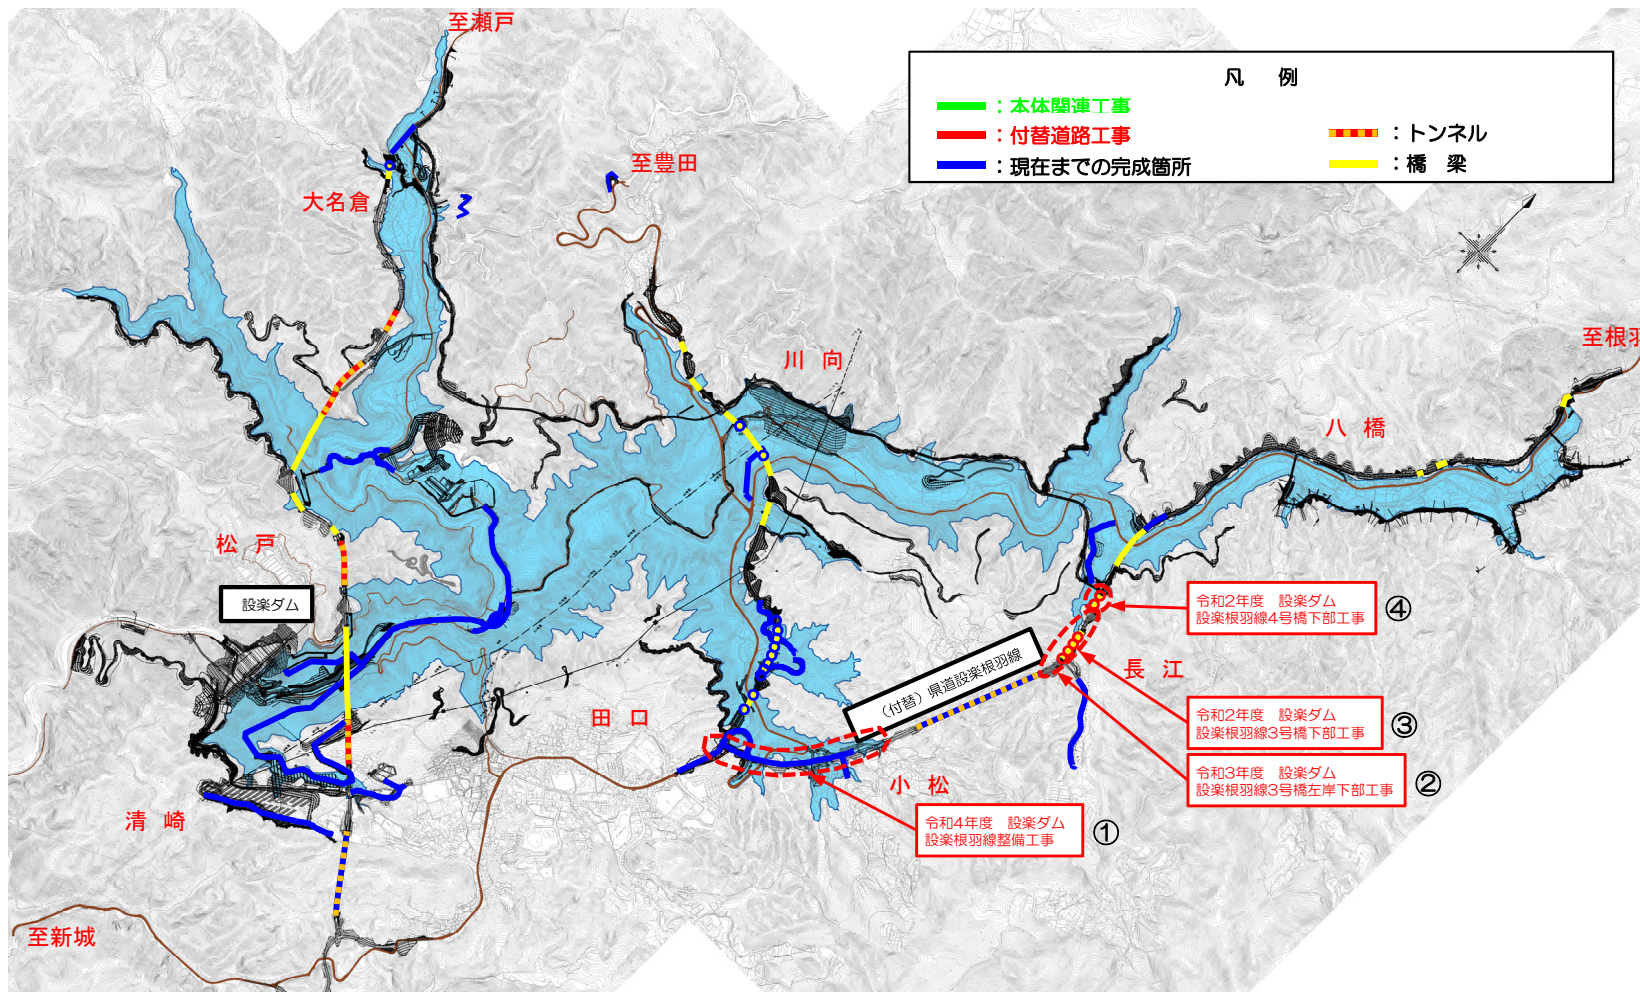 至瀬戸
凡　例
：本体関連工事
：付替道路工事
：現在までの完成箇所
：トンネル
：橋　梁
至豊田
大名倉
川　向
至根羽
八　橋
松　戸
設楽ダム
令和2年度　設楽ダム
設楽根羽線4号橋下部工事
④
（付替）県道設楽根羽線
長　江
田　口
令和2年度　設楽ダム
設楽根羽線3号橋下部工事
③
令和3年度　設楽ダム
設楽根羽線3号橋左岸下部工事
②
小　松
清　崎
令和4年度　設楽ダム
設楽根羽線整備工事
①
至新城